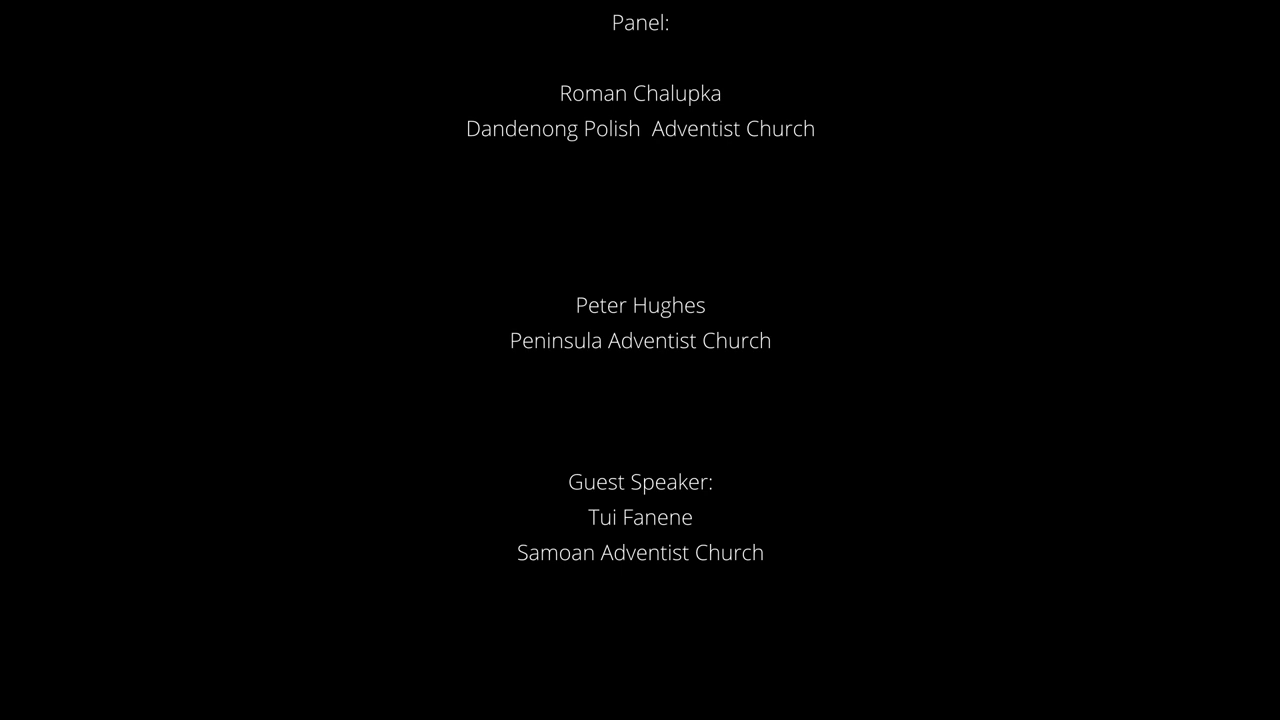 Panel:
Roman Chalupka
Dandenong Polish  Adventist Church
Peter Hughes
Peninsula Adventist Church
Guest Speaker:
Tui Fanene
Samoan Adventist Church